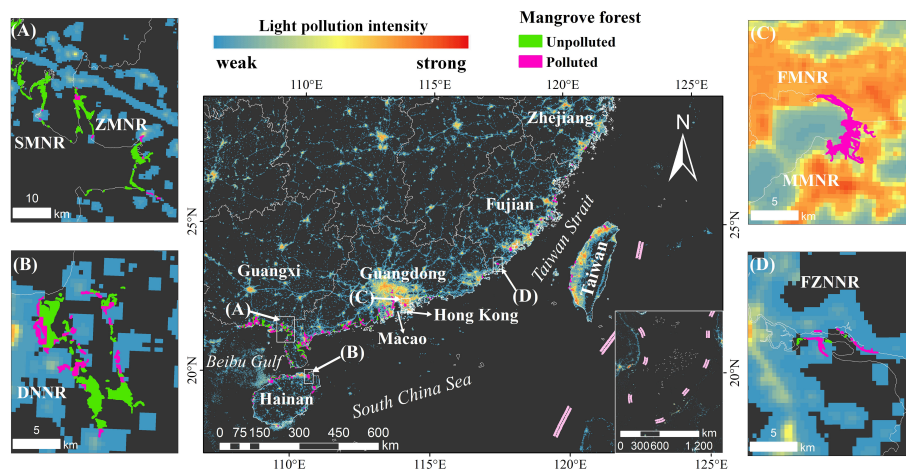 (A)
ZMNR
SMNR
10
km
(B)
DNNR
5
km
Light pollution intensity
weak
strong
Mangrove forest
Unpolluted
Polluted
110°E
115°E
120°E
125°E
Zhejiang
N
Fujian
25°N
25°N
Taiwan Strait
Taiwan
Guangxi
Guangdong
(A)
(C)
(D)
Hong Kong
Macao
Beibu Gulf
(B)
20°N
20°N
Hainan
South China Sea
0 75 150 300 450 600
km
km
0 300 600 1,200
110°E
115°E
120°E
125°E
(C)
FMNR
MMNR
5
km
(D)
FZNNR
5
km